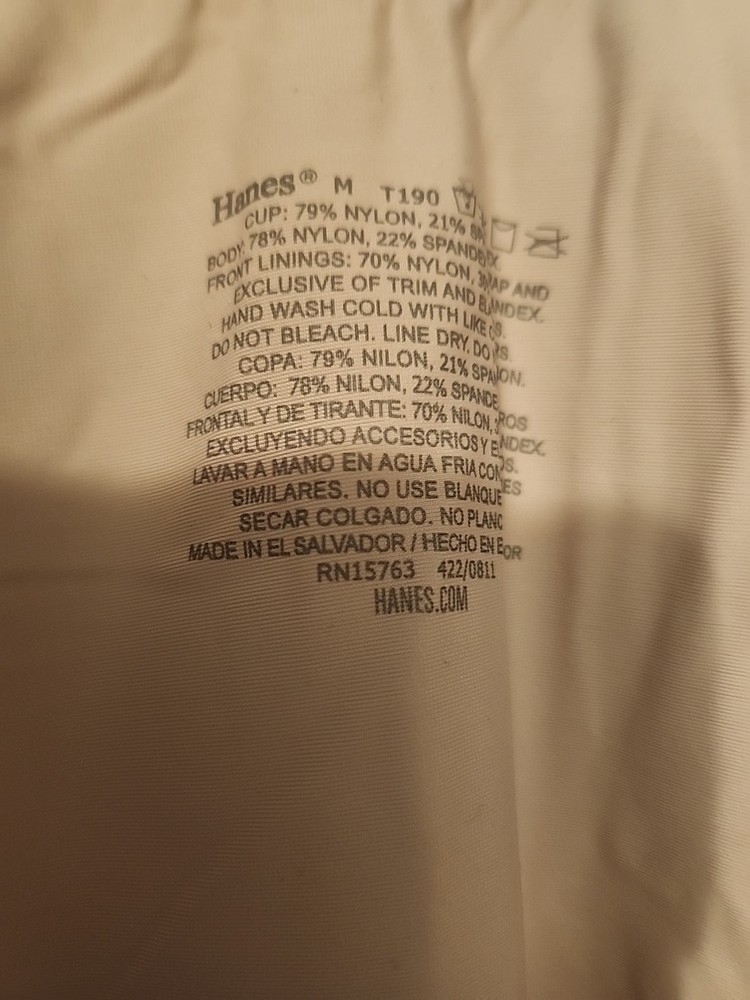 Hanes® M T190
CUP: 79% NYLON, 21%
BODY: 78% NYLON, 22% SPANDEX
FRONT LININGS: 70% NYLON, AND
EXCLUSIVE OF TRIM AND
HAND WASH COLD WITH LIKE
DO NOT BLEACH. LINE DRY. DO
COPA: 79% NILON, 21%
CUERPO: 78% NILON, 22%
FRONTAL Y DE TIRANTE: 70% NILON,
EXCLUYENDO ACCESORIOS Y
LAVAR A MANO EN AGUA FRIA CON
SIMILARES. NO USE
SECAR COLGADO. NO
MADE IN EL SALVADOR / HECHO EN
RN15763 422/0811
HANES.COM